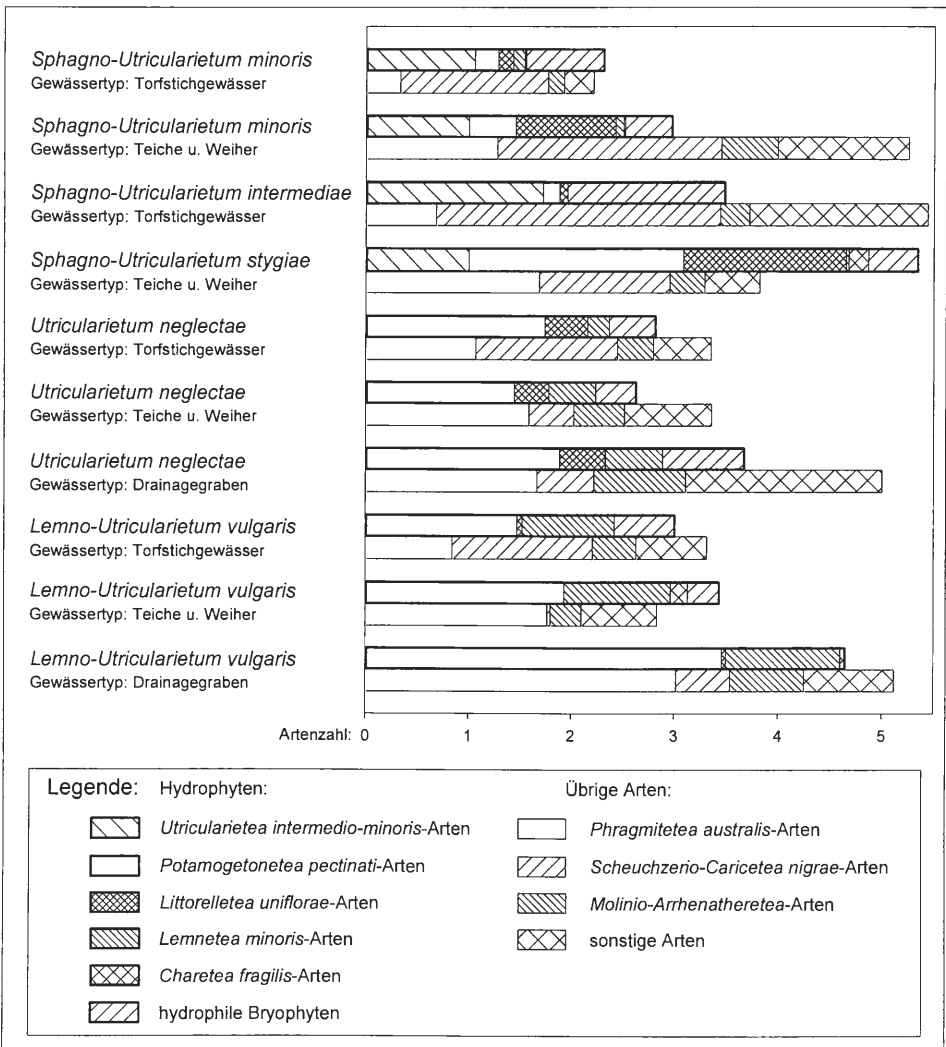 Sphagno-Utricularietum minoris
Gewässertyp: Torfstichgewässer
Sphagno-Utricularietum minoris
Gewässertyp: Teiche u. Weiher
Sphagno-Utricularietum intermediae
Gewässertyp: Torfstichgewässer
Sphagno-Utricularietum stygiae
Gewässertyp: Teiche u. Weiher
Utricularietum neglectae
Gewässertyp: Torfstichgewässer
Utricularietum neglectae
Gewässertyp: Teiche u. Weiher
Utricularietum neglectae
Gewässertyp: Drainagegraben
Lemno-Utricularietum vulgaris
Gewässertyp: Torfstichgewässer
Lemno-Utricularietum vulgaris
Gewässertyp: Teiche u. Weiher
Lemno-Utricularietum vulgaris
Gewässertyp: Drainagegraben
Artenzahl: 0 1 2 3 4 5
Legende: Hydrophyten: Übrige Arten:
Utricularietea intermedio-minoris-Arten Phragmitetea australis-Arten
Potamogetonetea pectinati-Arten Scheuchzerio-Caricetea nigrae-Arten
Littorelletea uniflorae-Arten Molinio-Arrhenatheretea-Arten
Lemnetea minoris-Arten sonstige Arten
Charetea fragilis-Arten
hydrophile Bryophyten